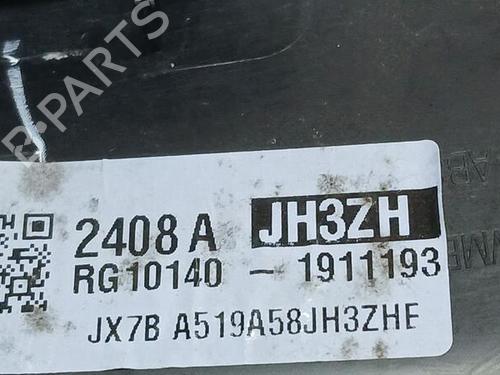 B-PARTS
2408 A JH3ZH
RG10140 - 1911193
JX7B A519A58JH3ZHE